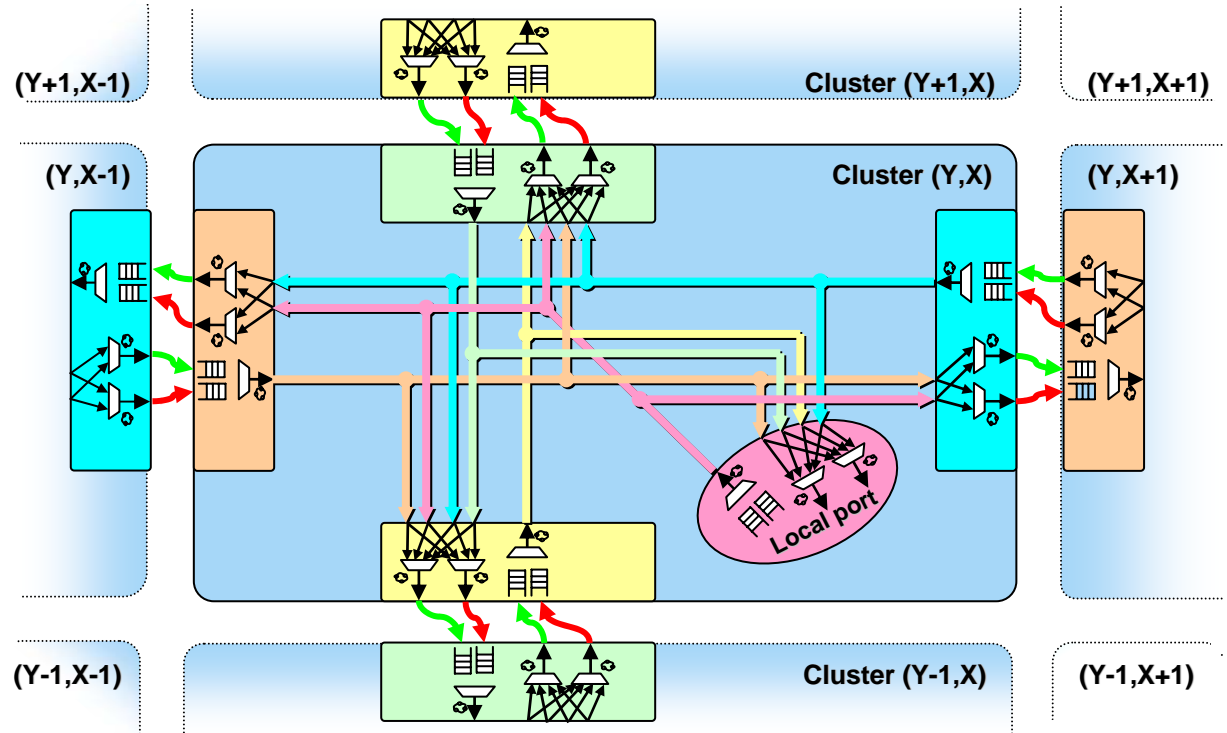 (Y+1,X-1)
Cluster (Y+1,X)
(Y+1,X+1)
(Y,X-1)
Cluster (Y,X)
(Y,X+1)
Local port
(Y-1,X-1)
Cluster (Y-1,X)
(Y-1,X+1)